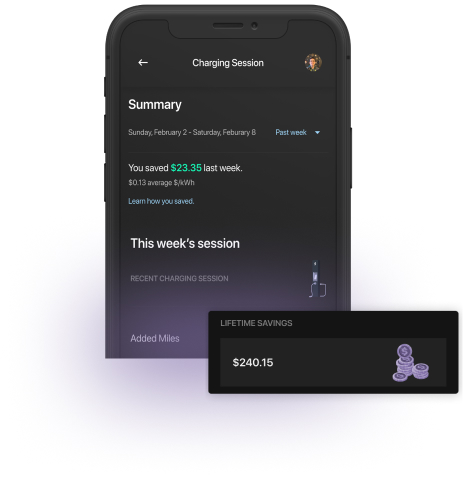 Charging Session
Summary
Sunday, February 2 - Saturday, Feburary 8 Past week
You saved $23.35 last week.
$0.13 average $/kWh
Learn how you saved.
This week's session
RECENT CHARGING SESSION
Added Miles
LIFETIME SAVINGS
$240.15